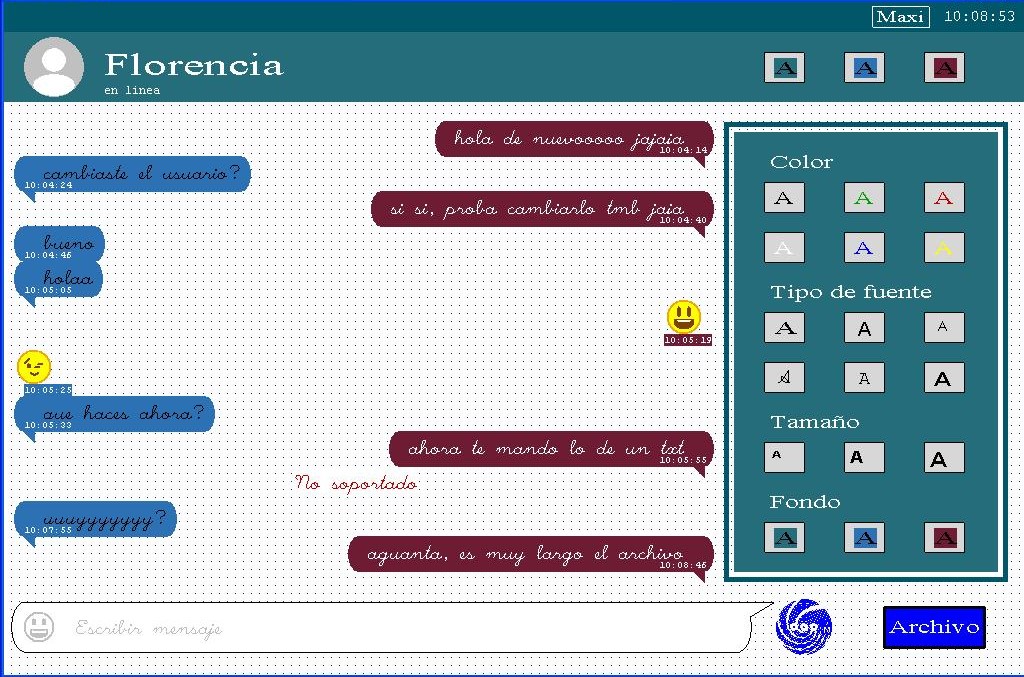 Maxi 10:08:53
Florencia
en linea
A A A
hola de nuevooooo jajaja
10:04:14
cambiaste el usuario?
10:04:24
si si, proba cambiarlo tmb jaja
10:04:40
bueno
10:04:46
holaa
10:05:05
10:05:19
10:05:25
que haces ahora?
10:05:33
ahora te mando lo de un txt
10:05:55
No soportado
uuuyyyyyyyy?
10:07:55
aguanta, es muy largo el archivo
10:08:46
Color
A A A
A A A
Tipo de fuente
A A A
A A A
Tamaño
A A A
Fondo
A A A
Escribir mensaje
Archivo